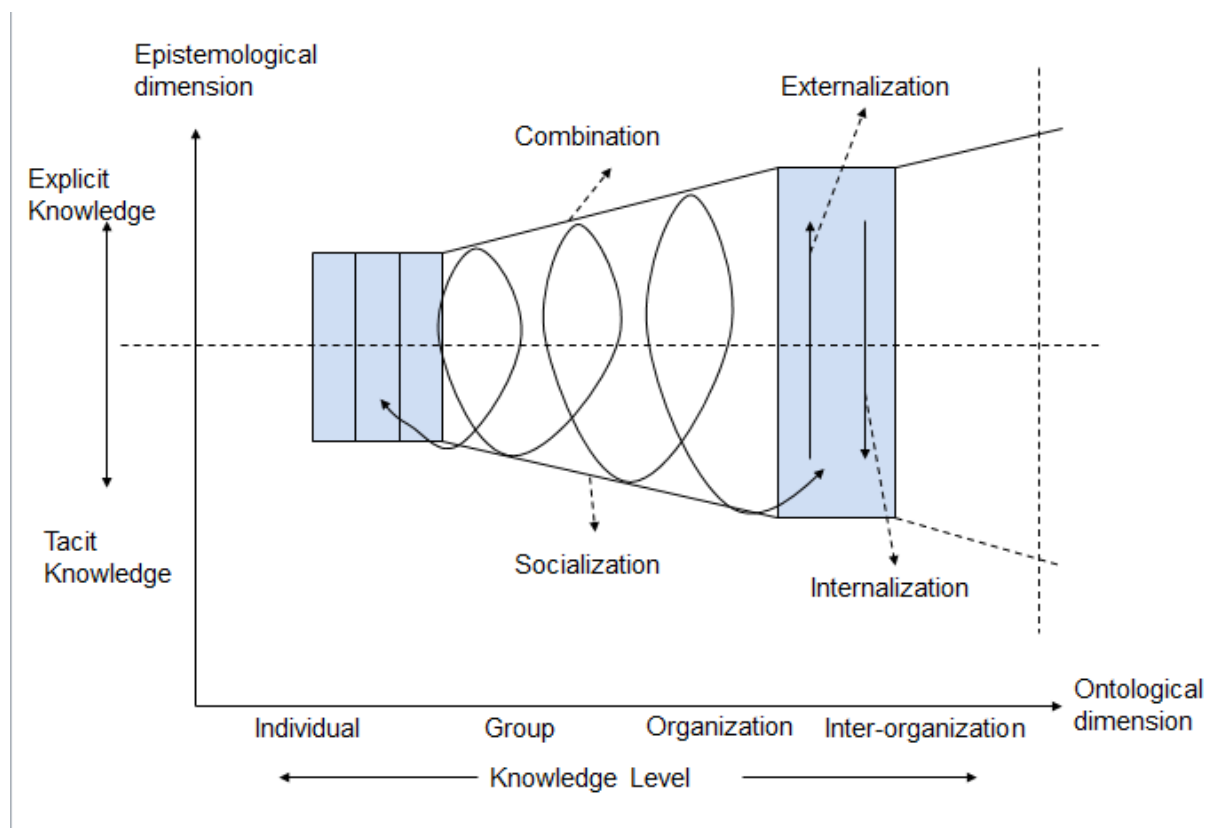 Epistemological
dimension
Externalization
Combination
Explicit
Knowledge
Tacit
Knowledge
Socialization
Internalization
Ontological
dimension
Individual
Group
Organization
Inter-organization
Knowledge Level